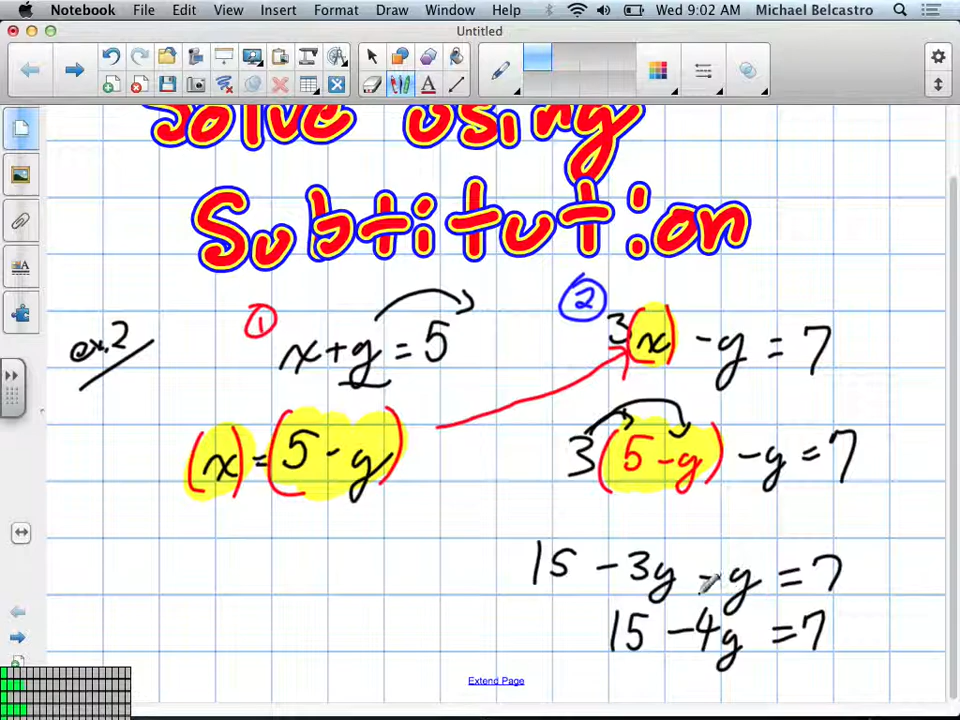 Notebook File Edit View Insert Format Draw Window Help Wed 9:02 AM Michael Belcastro
Untitled
Solve Using
Substitution
ex.2
① x+y = 5
② 3(x) - y = 7
(x) = (5 - y)
3(5 - y) - y = 7
15 - 3y - y = 7
15 - 4y = 7
Extend Page